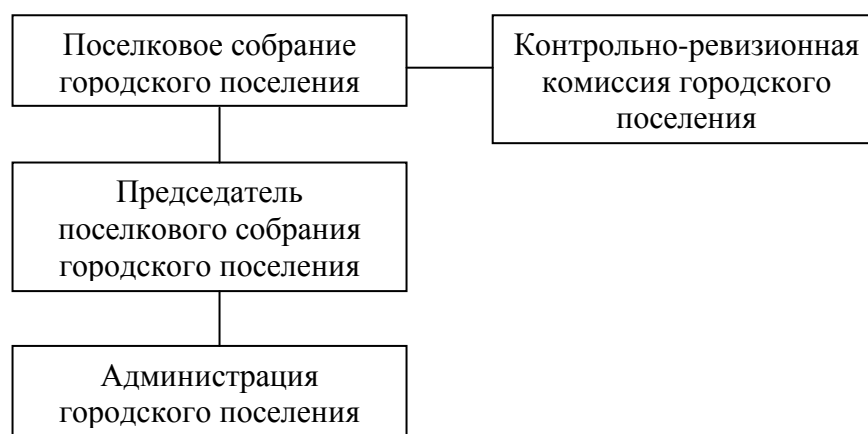 Поселковое собрание
городского поселения
Контрольно-ревизионная
комиссия городского
поселения
Председатель
поселкового собрания
городского поселения
Администрация
городского поселения